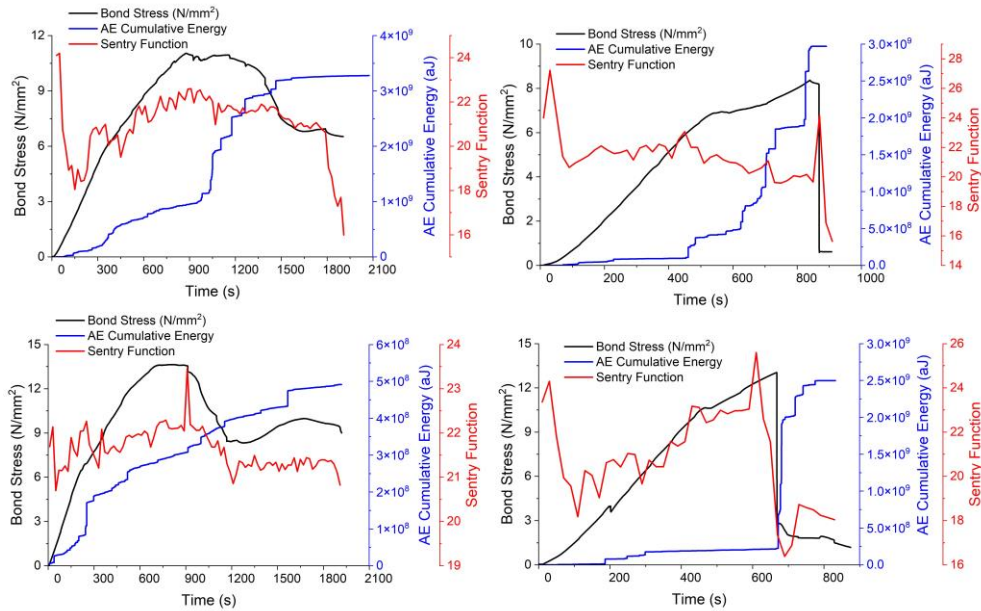 Bond Stress (N/mm²)
AE Cumulative Energy
Sentry Function
12
9
6
3
0
Bond Stress (N/mm²)
0 300 600 900 1200 1500 1800 2100
Time (s)
4×10⁹
3×10⁹
2×10⁹
1×10⁹
0
AE Cumulative Energy (aJ)
24
22
20
18
16
Sentry Function
Bond Stress (N/mm²)
AE Cumulative Energy
Sentry Function
10
8
6
4
2
0
Bond Stress (N/mm²)
0 200 400 600 800 1000
Time (s)
3.0×10⁹
2.5×10⁹
2.0×10⁹
1.5×10⁹
1.0×10⁹
5.0×10⁸
0.0
AE Cumulative Energy (aJ)
28
26
24
22
20
18
16
14
Sentry Function
Bond Stress (N/mm²)
AE Cumulative Energy
Sentry Function
15
12
9
6
3
0
Bond Stress (N/mm²)
0 300 600 900 1200 1500 1800 2100
Time (s)
6×10⁸
5×10⁸
4×10⁸
3×10⁸
2×10⁸
1×10⁸
0
AE Cumulative Energy (aJ)
24
23
22
21
20
19
Sentry Function
Bond Stress (N/mm²)
AE Cumulative Energy
Sentry Function
15
12
9
6
3
0
Bond Stress (N/mm²)
0 200 400 600 800
Time (s)
3.0×10⁹
2.5×10⁹
2.0×10⁹
1.5×10⁹
1.0×10⁹
5.0×10⁸
0.0
AE Cumulative Energy (aJ)
26
24
22
20
18
16
Sentry Function